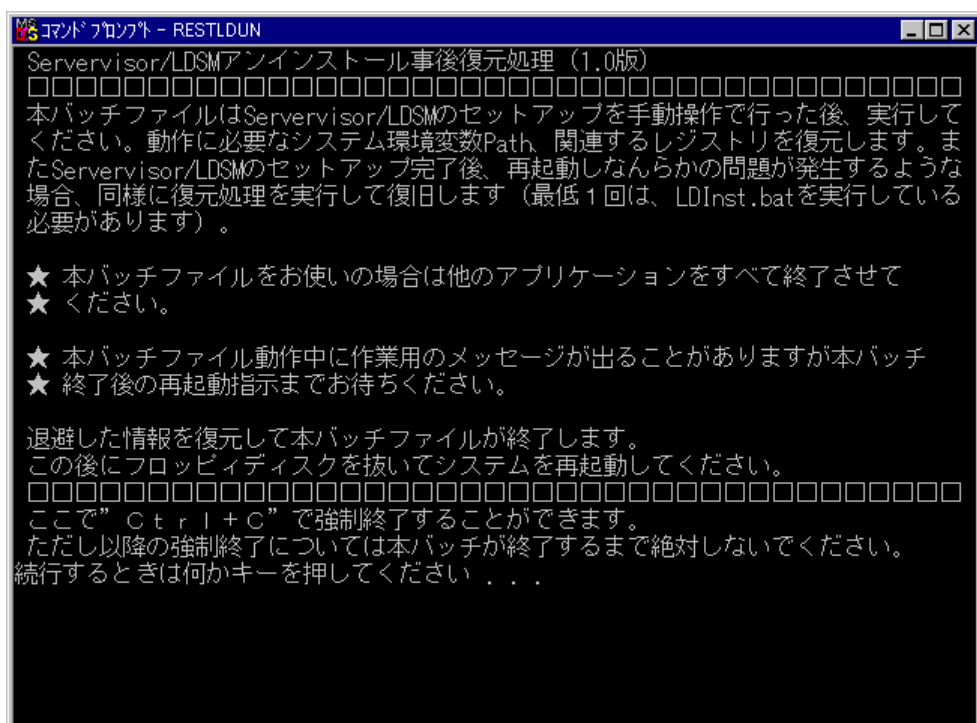 コマンド プロンプト - RESTLDUN
Servervisor/LDSMアンインストール事後復元処理（1.0版）
□□□□□□□□□□□□□□□□□□□□□□□□□□□□□□□□□□□□□□□
本バッチファイルはServervisor/LDSMのセットアップを手動操作で行った後、実行して
ください。動作に必要なシステム環境変数Path、関連するレジストリを復元します。ま
たServervisor/LDSMのセットアップ完了後、再起動しなんらかの問題が発生するような
場合、同様に復元処理を実行して復旧します（最低１回は、LDInst.batを実行している
必要があります）。
★ 本バッチファイルをお使いの場合は他のアプリケーションをすべて終了させて
★ ください。
★ 本バッチファイル動作中に作業用のメッセージが出ることがありますが本バッチ
★ 終了後の再起動指示までお待ちください。
退避した情報を復元して本バッチファイルが終了します。
この後にフロッピィディスクを抜いてシステムを再起動してください。
□□□□□□□□□□□□□□□□□□□□□□□□□□□□□□□□□□□□□□□
ここで”Ｃｔｒｌ＋Ｃ”で強制終了することができます。
ただし以降の強制終了については本バッチが終了するまで絶対しないでください。
続行するときは何かキーを押してください . . .